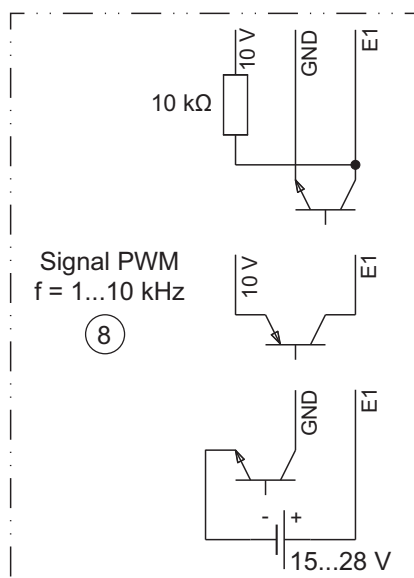 10 V
GND
E1
10 kΩ
Signal PWM
f = 1...10 kHz
8
10 V
E1
GND
E1
- +
15...28 V